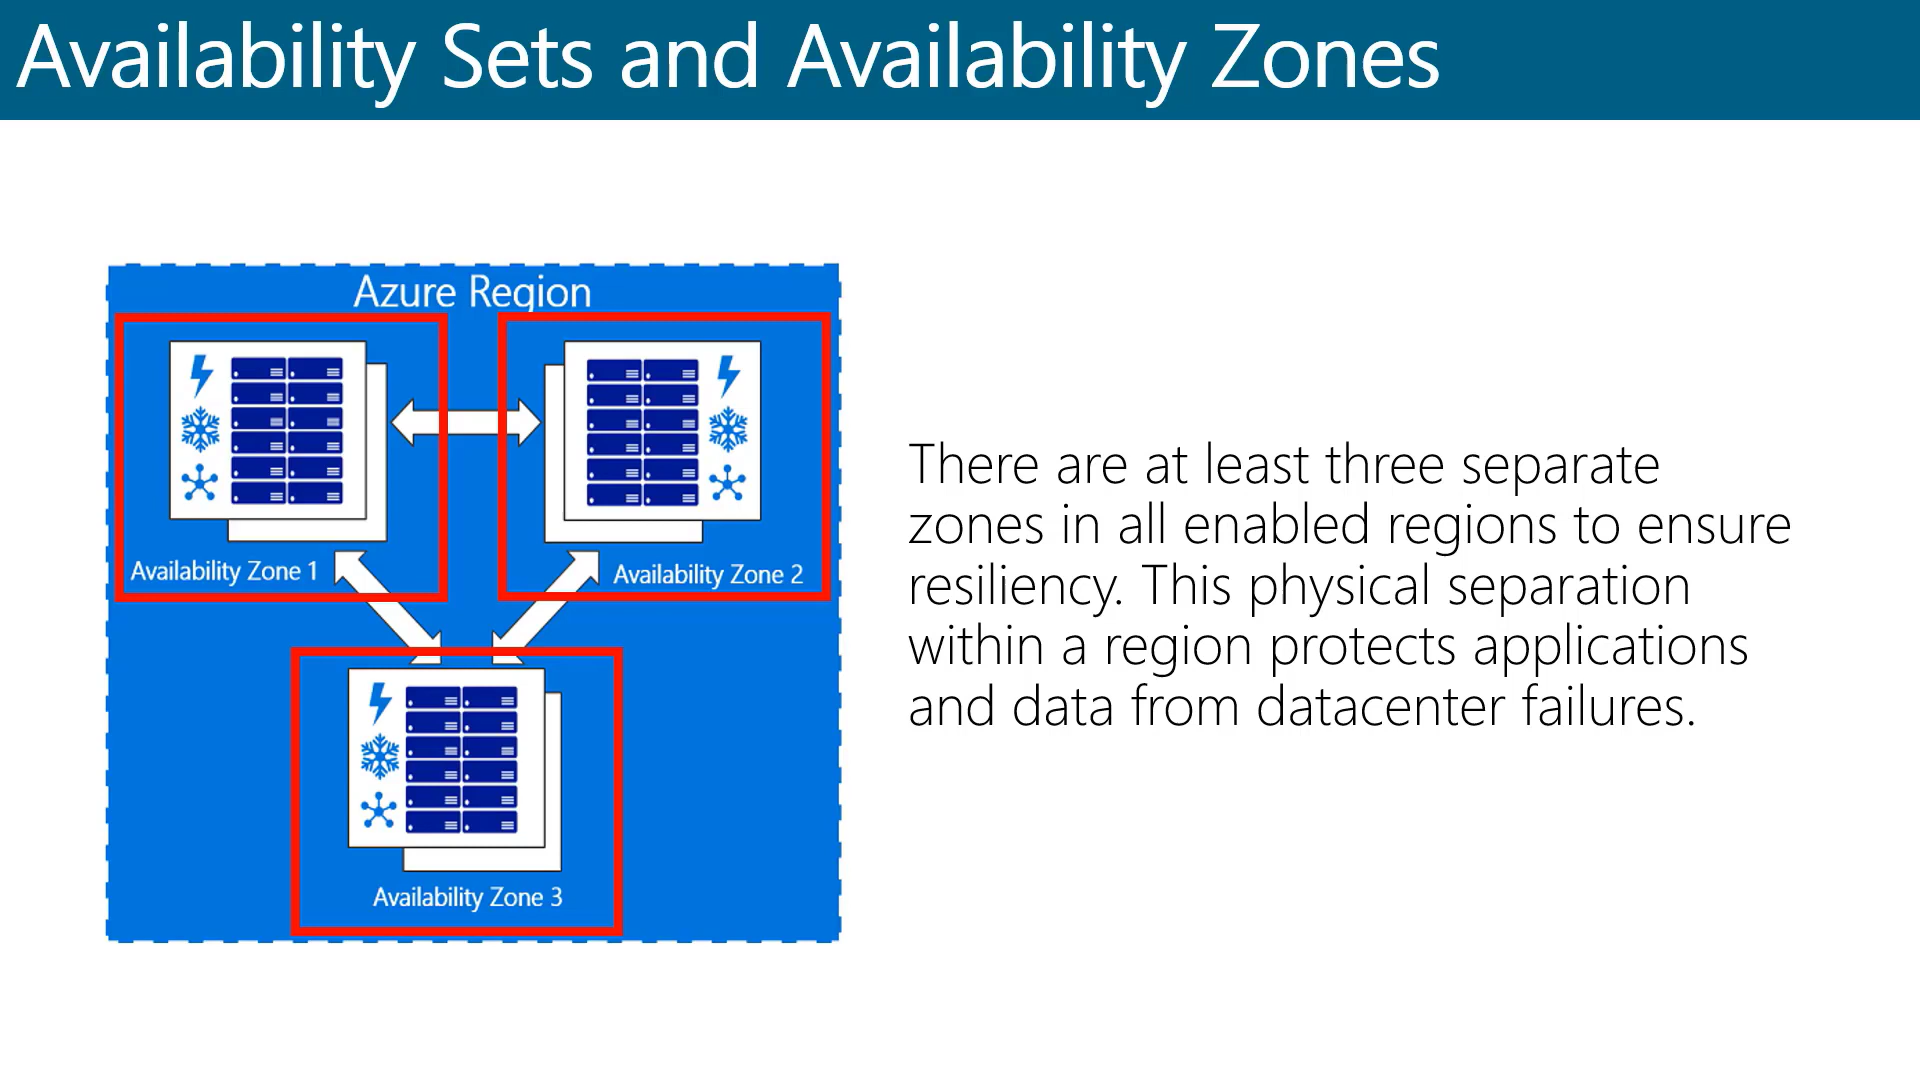 Availability Sets and Availability Zones
Azure Region
Availability Zone 1
Availability Zone 2
Availability Zone 3
There are at least three separate
zones in all enabled regions to ensure
resiliency. This physical separation
within a region protects applications
and data from datacenter failures.